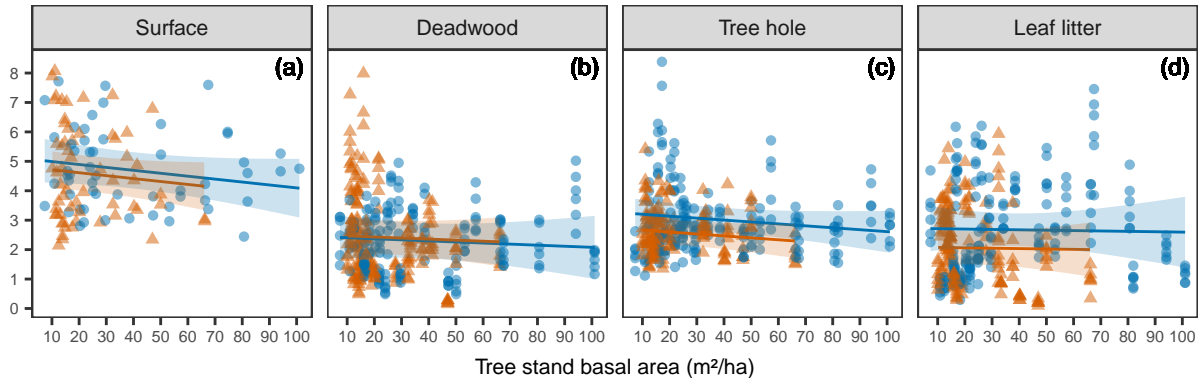 Surface Deadwood Tree hole Leaf litter
(a) (b) (c) (d)
8
7
6
5
4
3
2
1
0
10 20 30 40 50 60 70 80 90 100 10 20 30 40 50 60 70 80 90 100 10 20 30 40 50 60 70 80 90 100 10 20 30 40 50 60 70 80 90 100
Tree stand basal area (m²/ha)